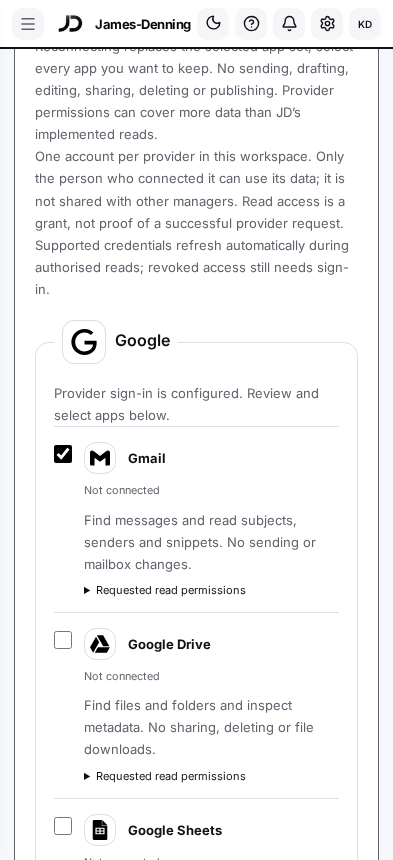 James-Denning
KD
Reconnecting replaces the selected app set; select
every app you want to keep. No sending, drafting,
editing, sharing, deleting or publishing. Provider
permissions can cover more data than JD’s
implemented reads.
One account per provider in this workspace. Only
the person who connected it can use its data; it is
not shared with other managers. Read access is a
grant, not proof of a successful provider request.
Supported credentials refresh automatically during
authorised reads; revoked access still needs sign-
in.
Google
Provider sign-in is configured. Review and
select apps below.
Gmail
Not connected
Find messages and read subjects,
senders and snippets. No sending or
mailbox changes.
Requested read permissions
Google Drive
Not connected
Find files and folders and inspect
metadata. No sharing, deleting or file
downloads.
Requested read permissions
Google Sheets